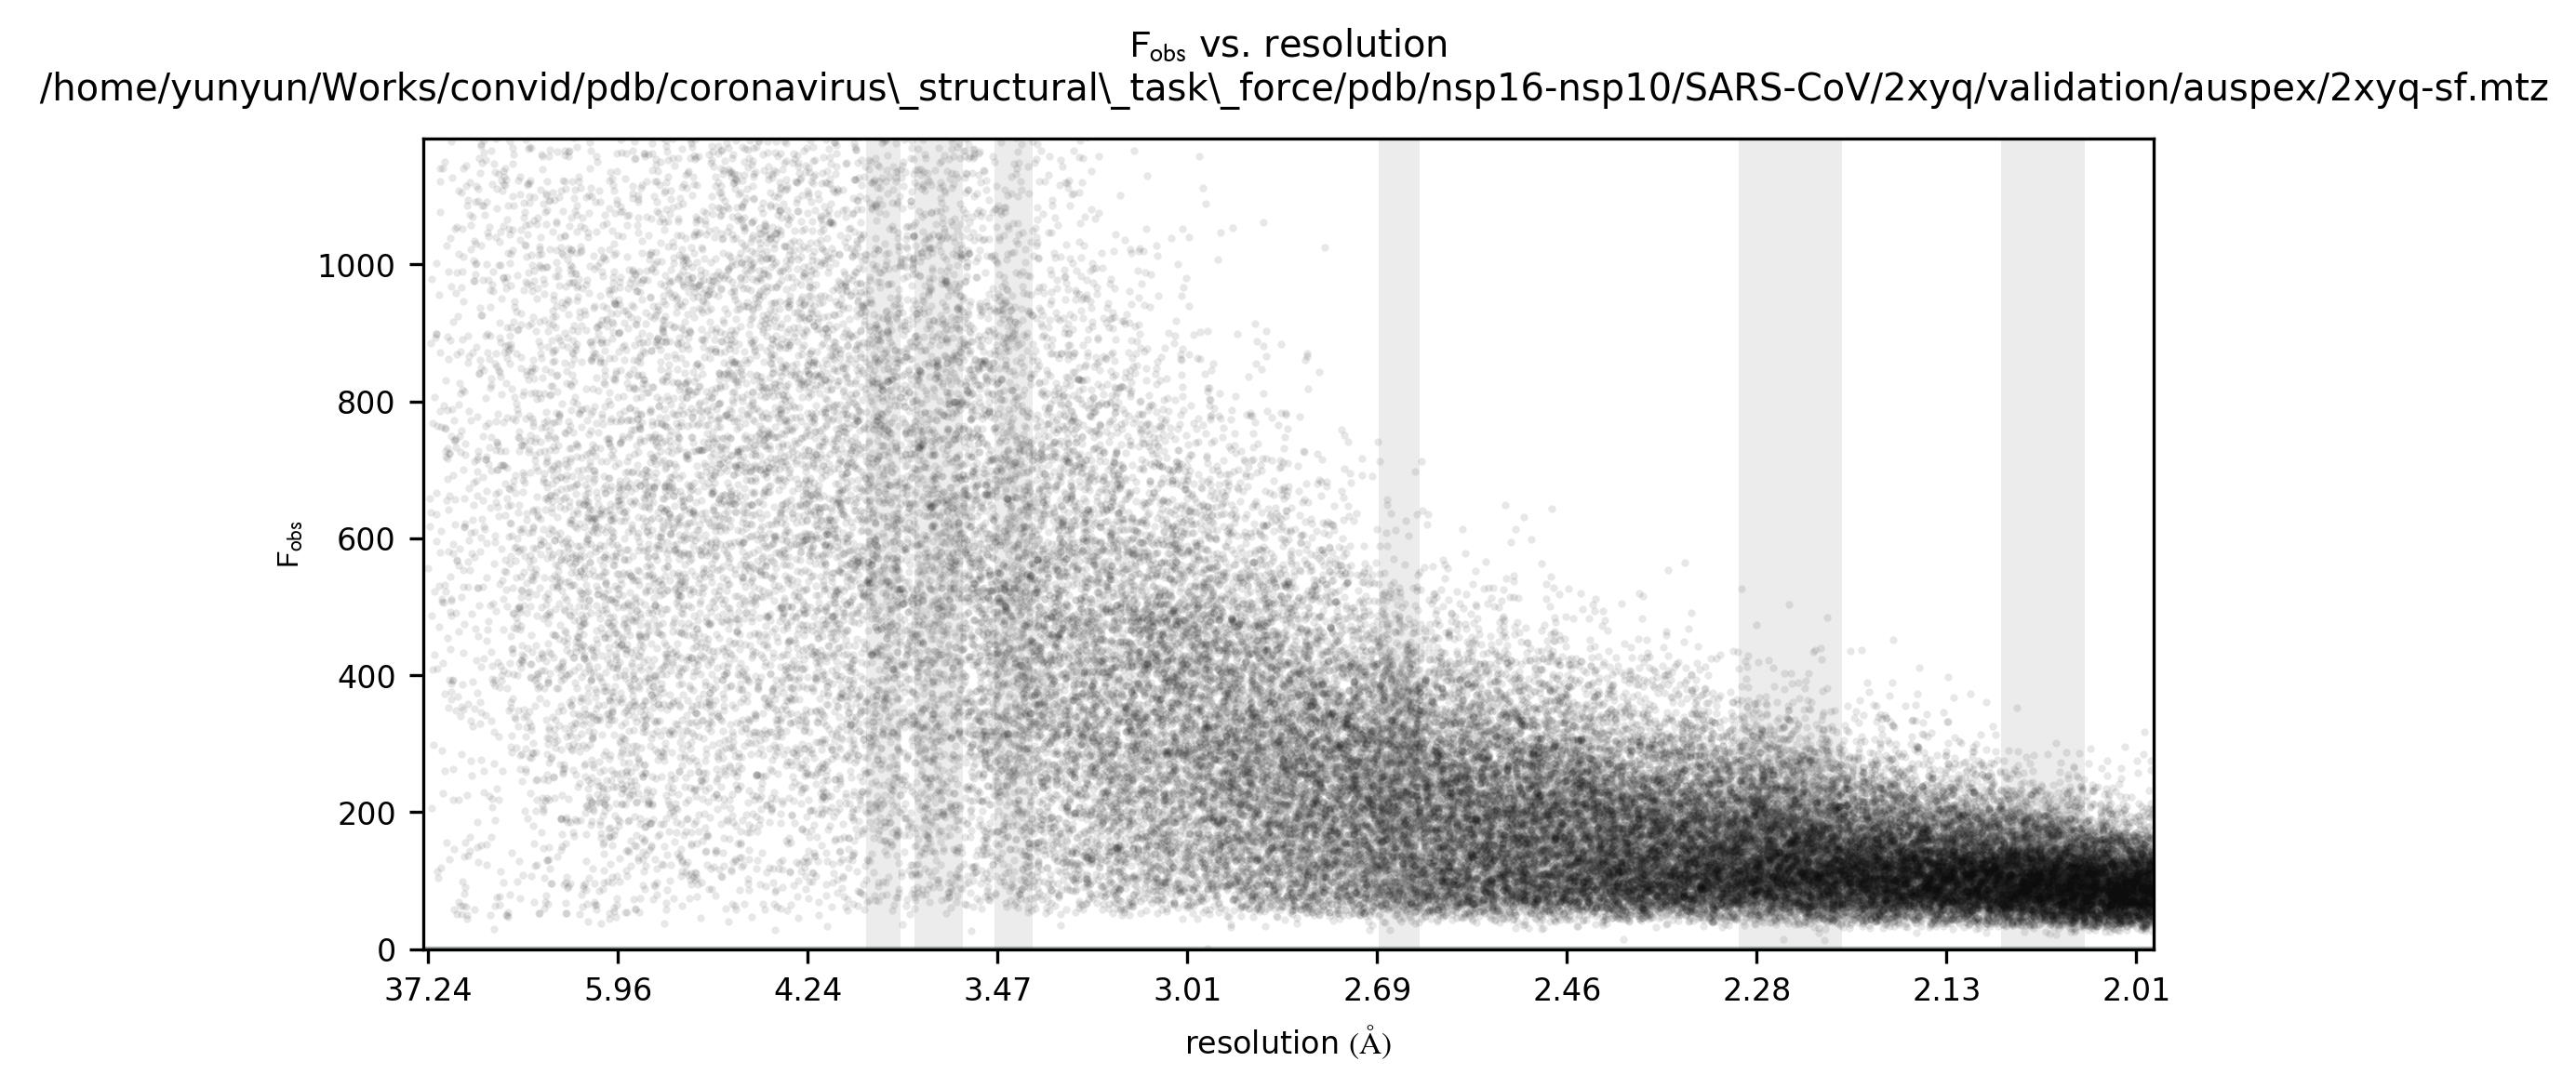 Fobs vs. resolution
/home/yunyun/Works/convid/pdb/coronavirus\_structural\_task\_force/pdb/nsp16-nsp10/SARS-CoV/2xyq/validation/auspex/2xyq-sf.mtz
Fobs
1000
800
600
400
200
0
37.24 5.96 4.24 3.47 3.01 2.69 2.46 2.28 2.13 2.01
resolution (Å)